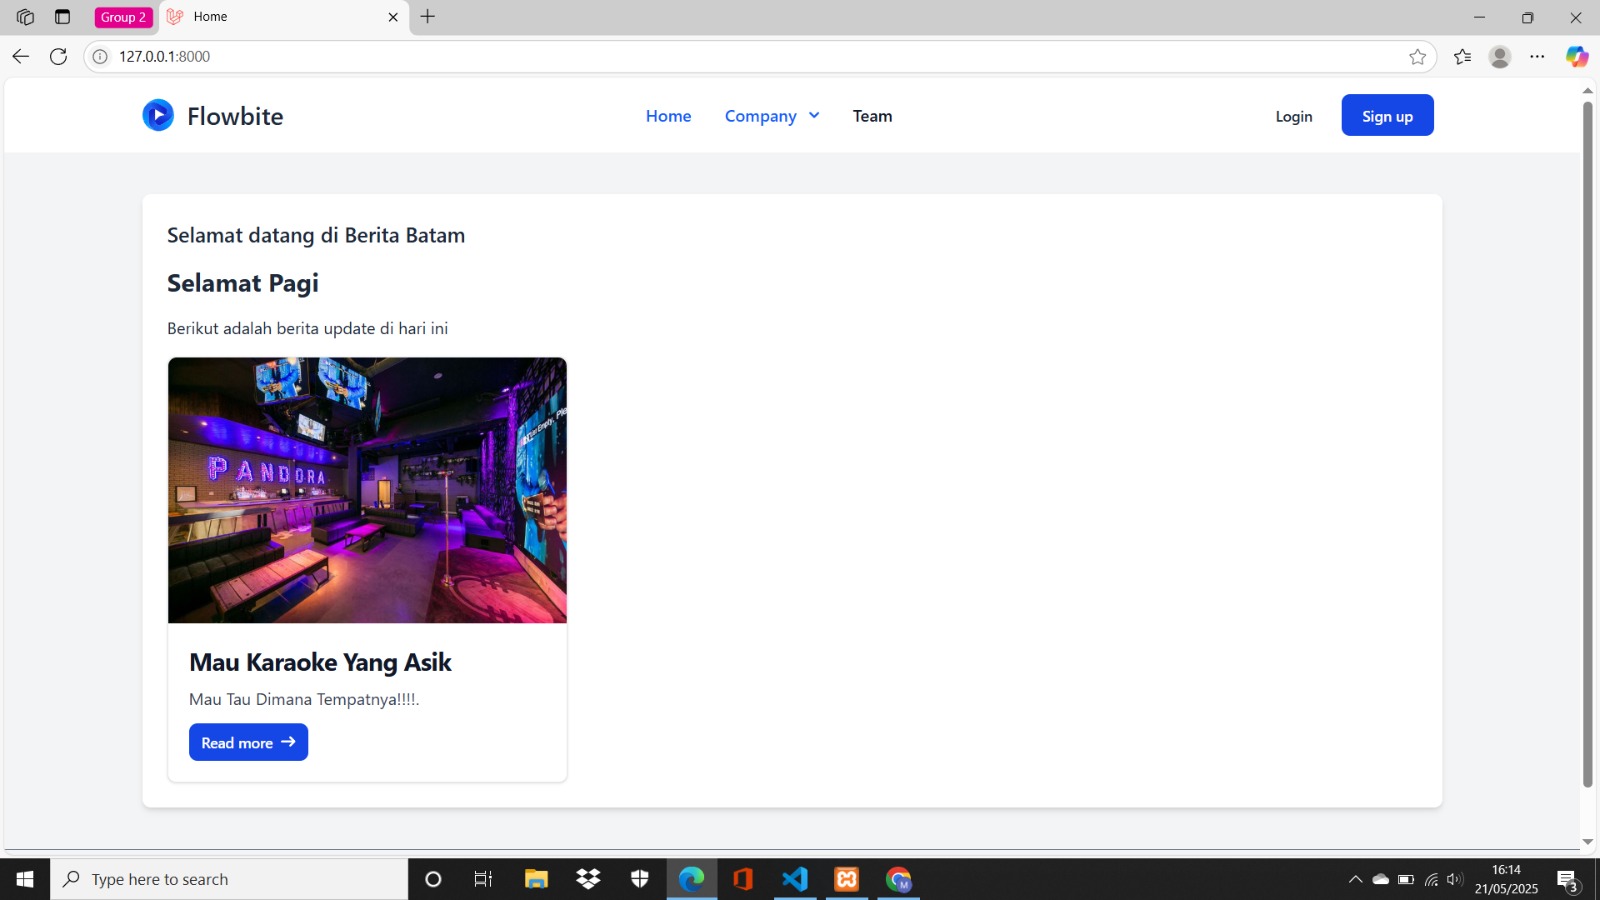 Group 2
Home
127.0.0.1:8000
Flowbite
Home
Company
Team
Login
Sign up
Selamat datang di Berita Batam
Selamat Pagi
Berikut adalah berita update di hari ini
PANDORA
Mau Karaoke Yang Asik
Mau Tau Dimana Tempatnya!!!!.
Read more
Type here to search
M
16:14
21/05/2025
3